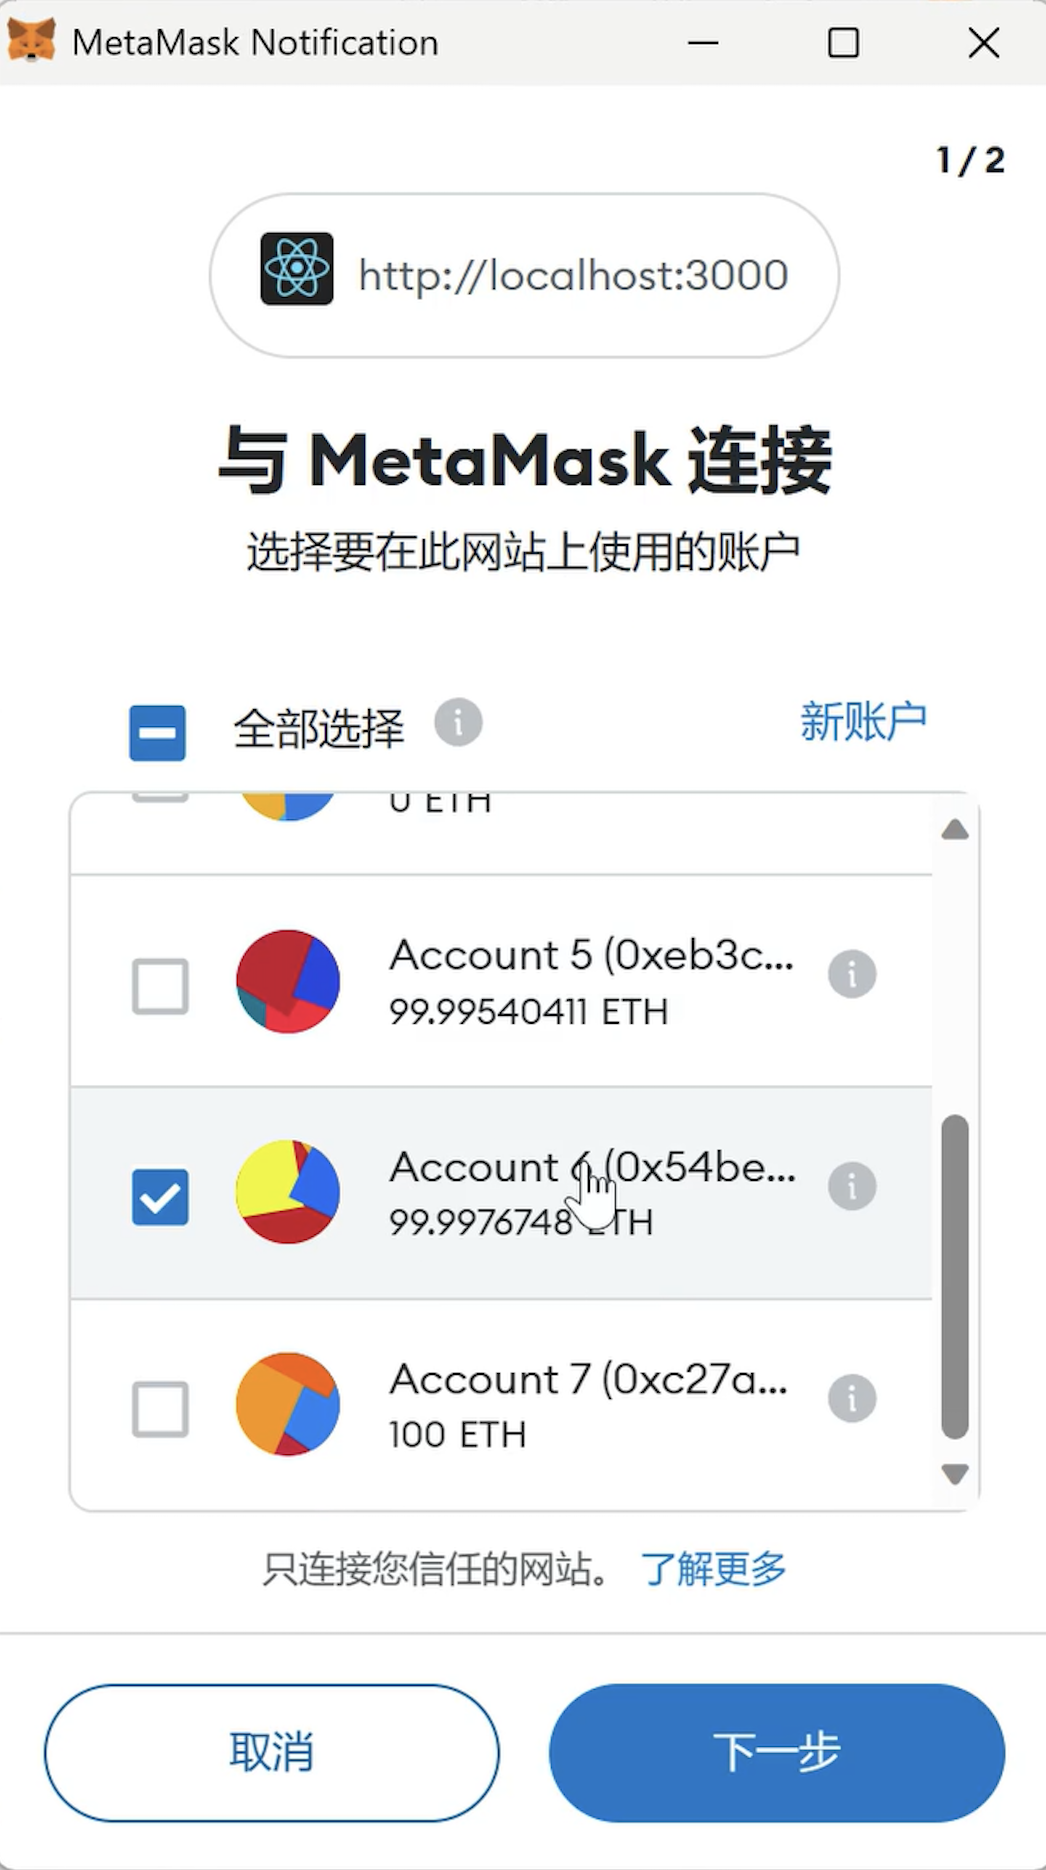 MetaMask Notification
1 / 2
http://localhost:3000
与 MetaMask 连接
选择要在此网站上使用的账户
全部选择
新账户
0 ETH
Account 5 (0xeb3c...
99.99540411 ETH
Account 6 (0x54be...
99.9976748 ETH
Account 7 (0xc27a...
100 ETH
只连接您信任的网站。 了解更多
取消
下一步